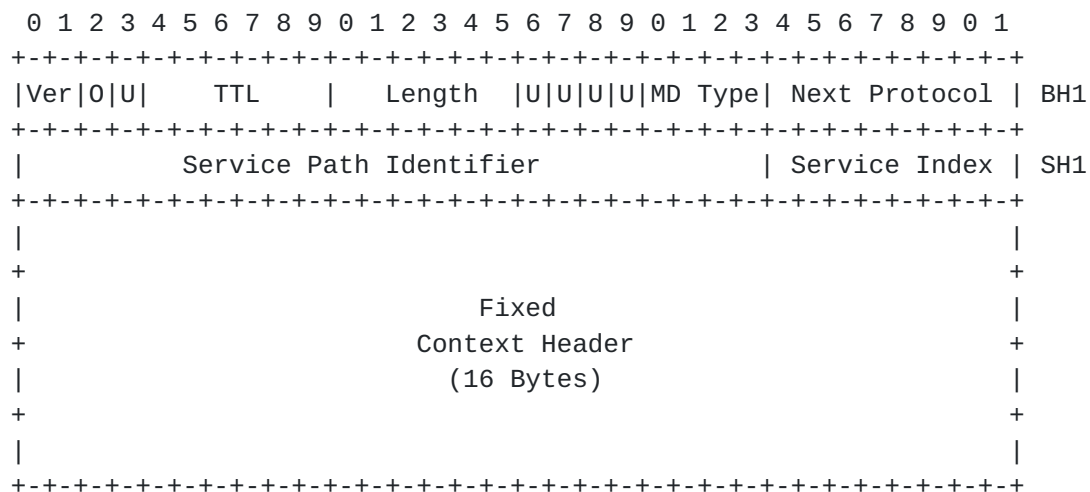 0 1 2 3 4 5 6 7 8 9 0 1 2 3 4 5 6 7 8 9 0 1 2 3 4 5 6 7 8 9 0 1
+-+-+-+-+-+-+-+-+-+-+-+-+-+-+-+-+-+-+-+-+-+-+-+-+-+-+-+-+-+-+-+-+
|Ver|O|U|    TTL    |   Length  |U|U|U|U|MD Type| Next Protocol | BH1
+-+-+-+-+-+-+-+-+-+-+-+-+-+-+-+-+-+-+-+-+-+-+-+-+-+-+-+-+-+-+-+-+
|          Service Path Identifier              | Service Index | SH1
+-+-+-+-+-+-+-+-+-+-+-+-+-+-+-+-+-+-+-+-+-+-+-+-+-+-+-+-+-+-+-+-+
|                                                               |
+                                                               +
|                             Fixed                             |
+                         Context Header                        +
|                           (16 Bytes)                          |
+                                                               +
|                                                               |
+-+-+-+-+-+-+-+-+-+-+-+-+-+-+-+-+-+-+-+-+-+-+-+-+-+-+-+-+-+-+-+-+